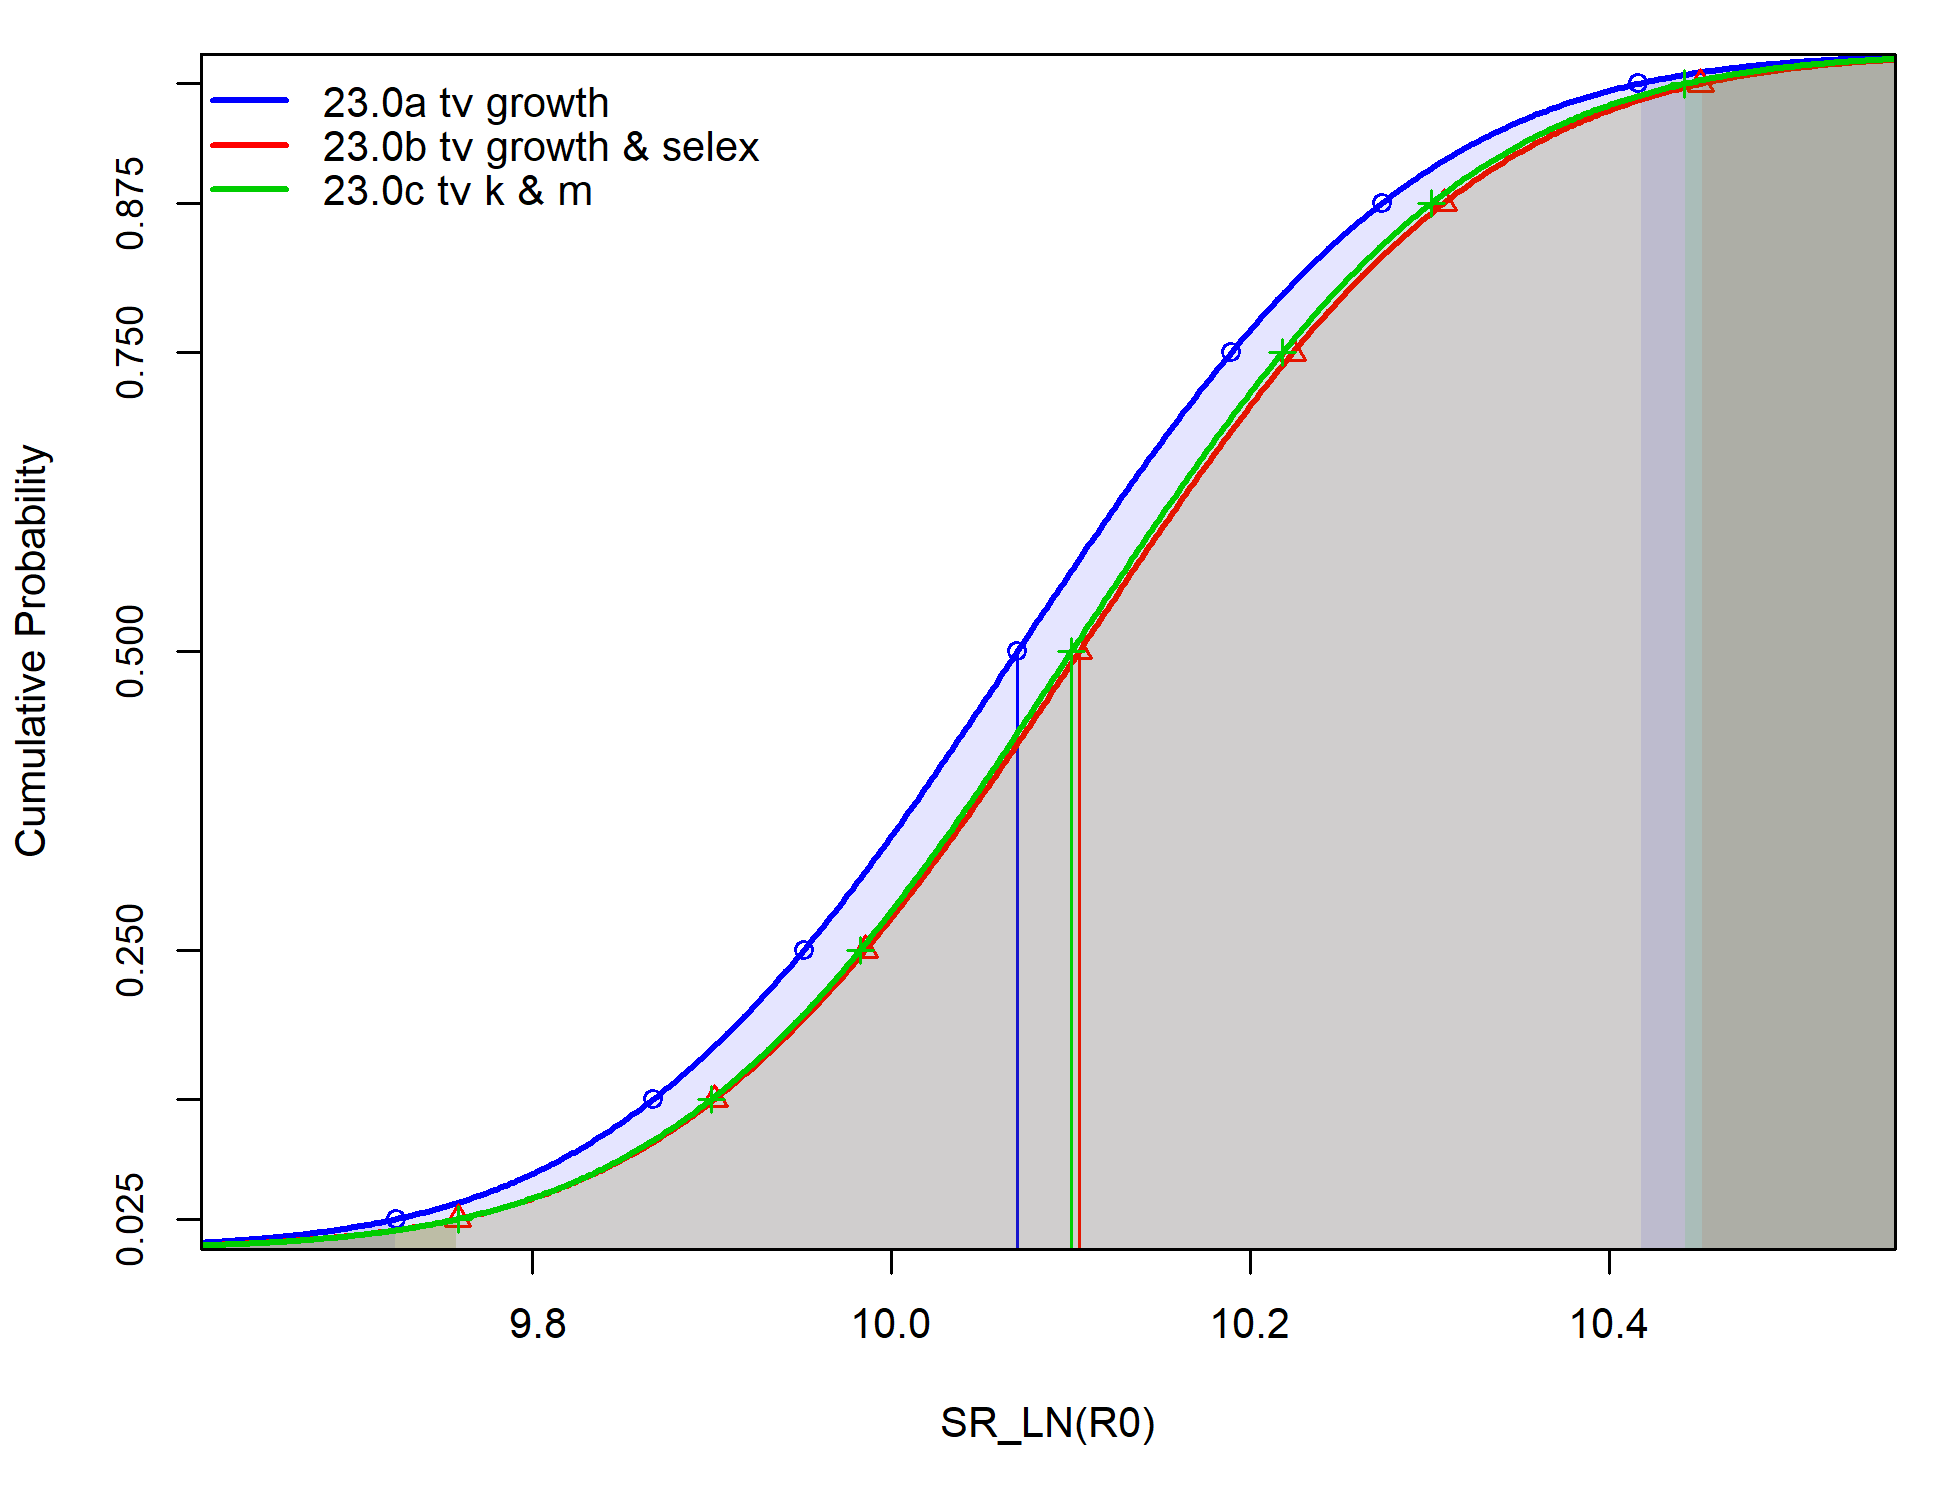 23.0a tv growth
23.0b tv growth & selex
23.0c tv k & m
Cumulative Probability
0.875
0.750
0.500
0.250
0.025
9.8 10.0 10.2 10.4
SR_LN(R0)